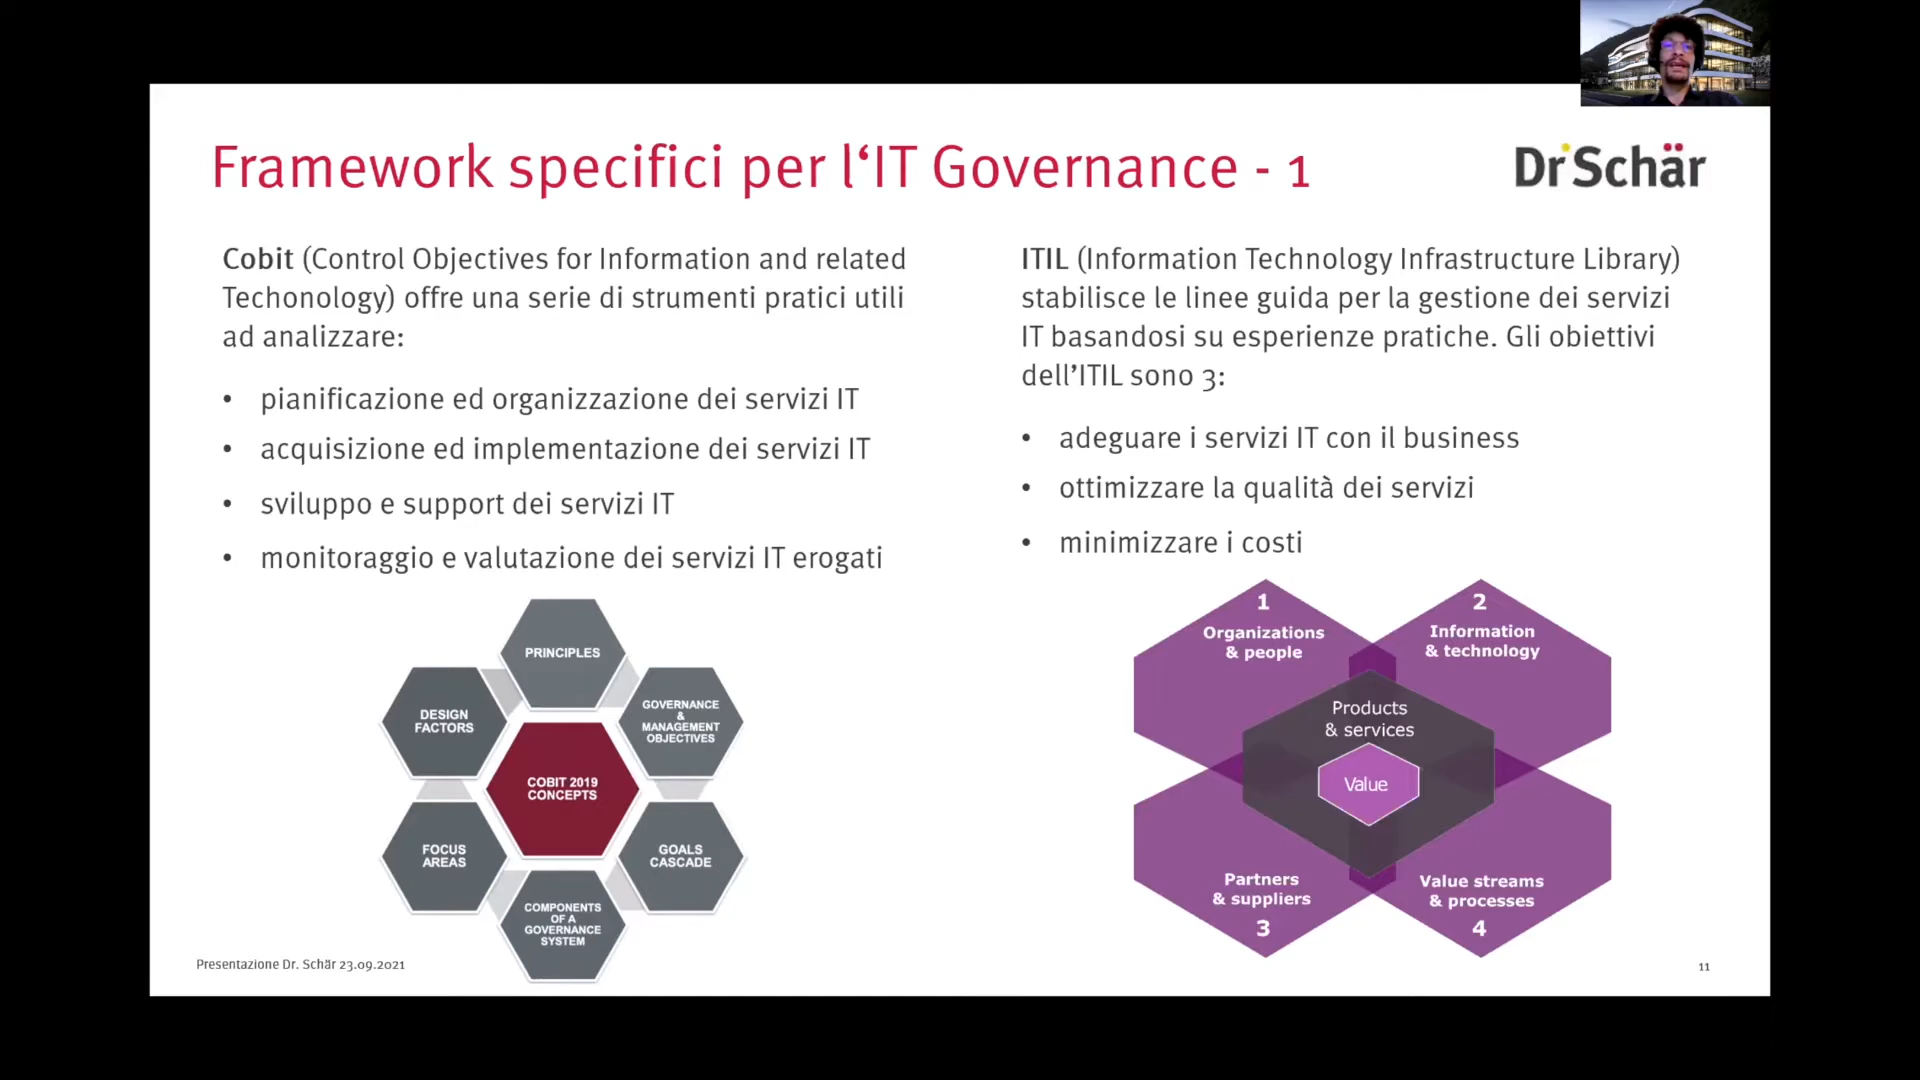 Framework specifici per l‘IT Governance - 1
Dr Schär
Cobit (Control Objectives for Information and related
Techonology) offre una serie di strumenti pratici utili
ad analizzare:
• pianificazione ed organizzazione dei servizi IT
• acquisizione ed implementazione dei servizi IT
• sviluppo e support dei servizi IT
• monitoraggio e valutazione dei servizi IT erogati
PRINCIPLES
DESIGN
FACTORS
GOVERNANCE
&
MANAGEMENT
OBJECTIVES
COBIT 2019
CONCEPTS
FOCUS
AREAS
GOALS
CASCADE
COMPONENTS
OF A
GOVERNANCE
SYSTEM
ITIL (Information Technology Infrastructure Library)
stabilisce le linee guida per la gestione dei servizi
IT basandosi su esperienze pratiche. Gli obiettivi
dell’ITIL sono 3:
• adeguare i servizi IT con il business
• ottimizzare la qualità dei servizi
• minimizzare i costi
1
Organizations
& people
2
Information
& technology
Products
& services
Value
Partners
& suppliers
3
Value streams
& processes
4
Presentazione Dr. Schär 23.09.2021
11